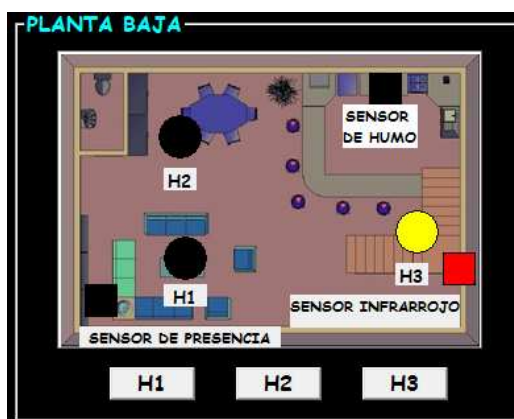 PLANTA BAJA
SENSOR
DE HUMO
H2
H3
H1
SENSOR INFRARROJO
SENSOR DE PRESENCIA
H1
H2
H3